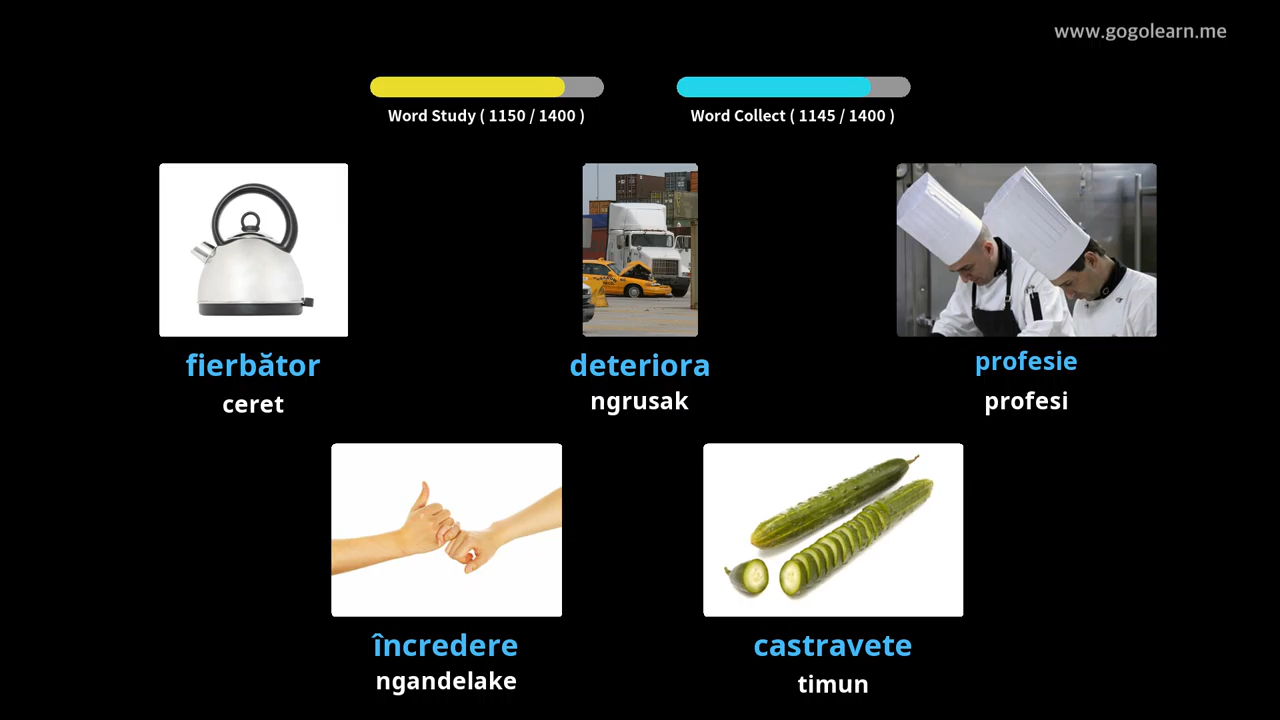 www.gogolearn.me
Word Study ( 1150 / 1400 )
Word Collect ( 1145 / 1400 )
fierbător
ceret
deteriora
ngrusak
profesie
profesi
încredere
ngandelake
castravete
timun